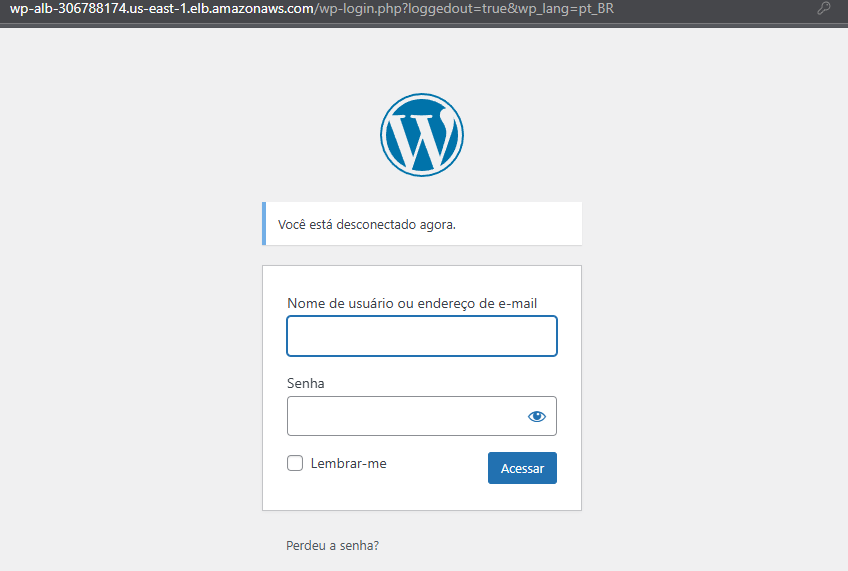 wp-alb-306788174.us-east-1.elb.amazonaws.com/wp-login.php?loggedout=true&wp_lang=pt_BR
W
Você está desconectado agora.
Nome de usuário ou endereço de e-mail
Senha
Lembrar-me
Acessar
Perdeu a senha?